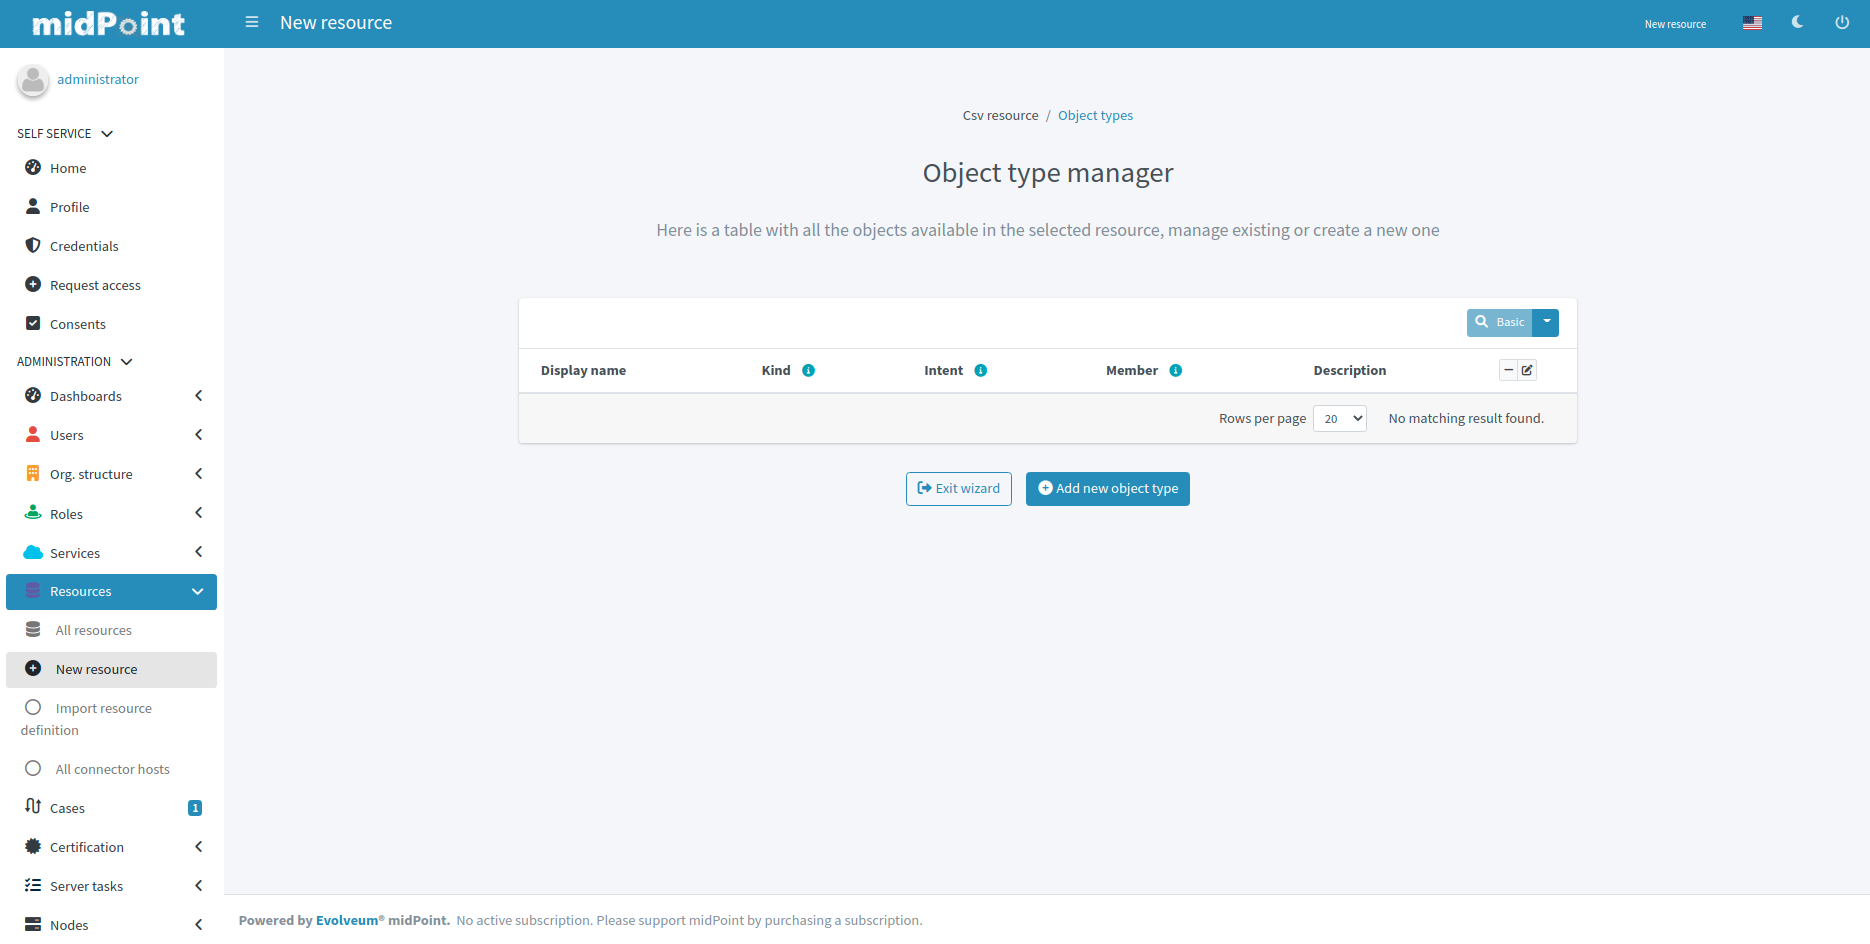 midPoint
New resource
New resource
administrator
SELF SERVICE
Home
Profile
Credentials
Request access
Consents
ADMINISTRATION
Dashboards
Users
Org. structure
Roles
Services
Resources
All resources
New resource
Import resource
definition
All connector hosts
Cases 1
Certification
Server tasks
Nodes
Csv resource / Object types
Object type manager
Here is a table with all the objects available in the selected resource, manage existing or create a new one
Basic
Display name Kind Intent Member Description
Rows per page 20 No matching result found.
Exit wizard Add new object type
Powered by Evolveum® midPoint. No active subscription. Please support midPoint by purchasing a subscription.